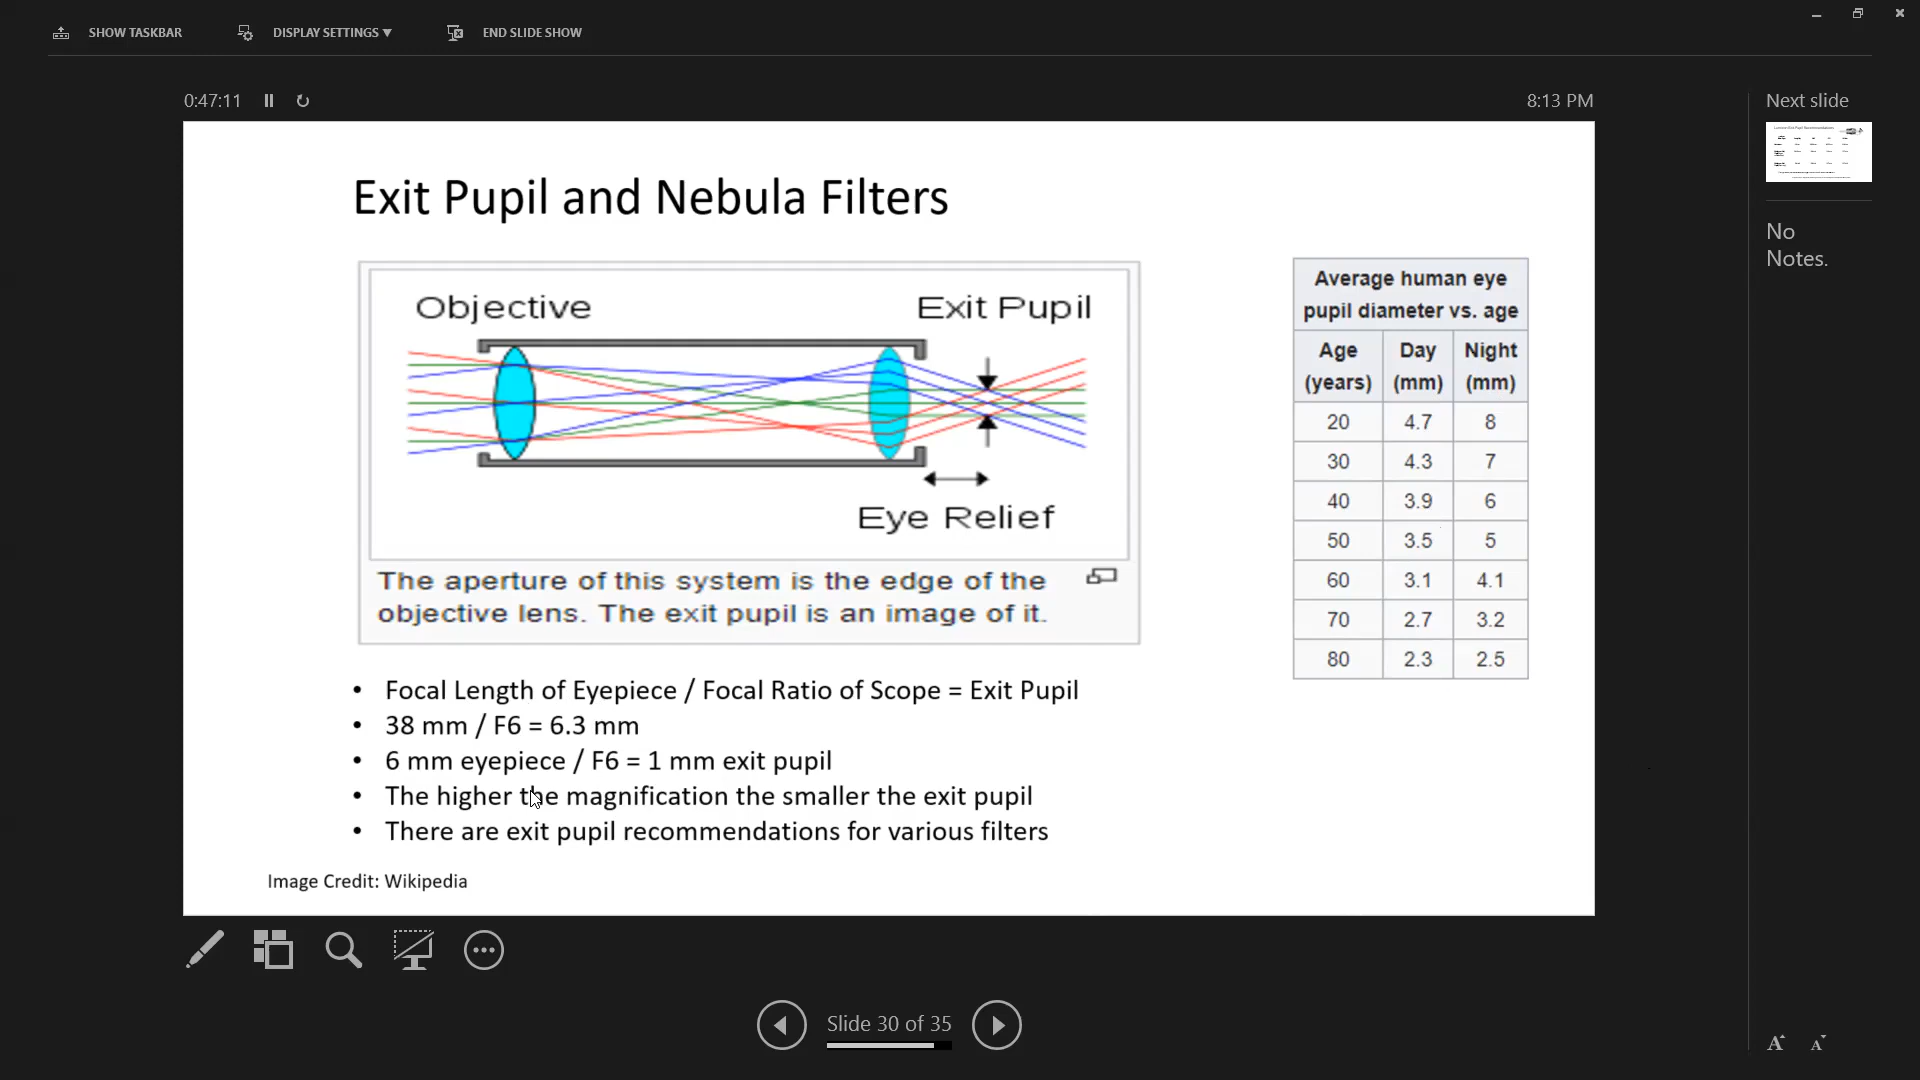 SHOW TASKBAR
DISPLAY SETTINGS ▼
END SLIDE SHOW
0:47:11
8:13 PM
Next slide
No
Notes.
Exit Pupil and Nebula Filters
Objective
Exit Pupil
Eye Relief
The aperture of this system is the edge of the
objective lens. The exit pupil is an image of it.
Average human eye
pupil diameter vs. age
Age Day Night
(years) (mm) (mm)
20 4.7 8
30 4.3 7
40 3.9 6
50 3.5 5
60 3.1 4.1
70 2.7 3.2
80 2.3 2.5
• Focal Length of Eyepiece / Focal Ratio of Scope = Exit Pupil
• 38 mm / F6 = 6.3 mm
• 6 mm eyepiece / F6 = 1 mm exit pupil
• The higher the magnification the smaller the exit pupil
• There are exit pupil recommendations for various filters
Image Credit: Wikipedia
Slide 30 of 35
A A